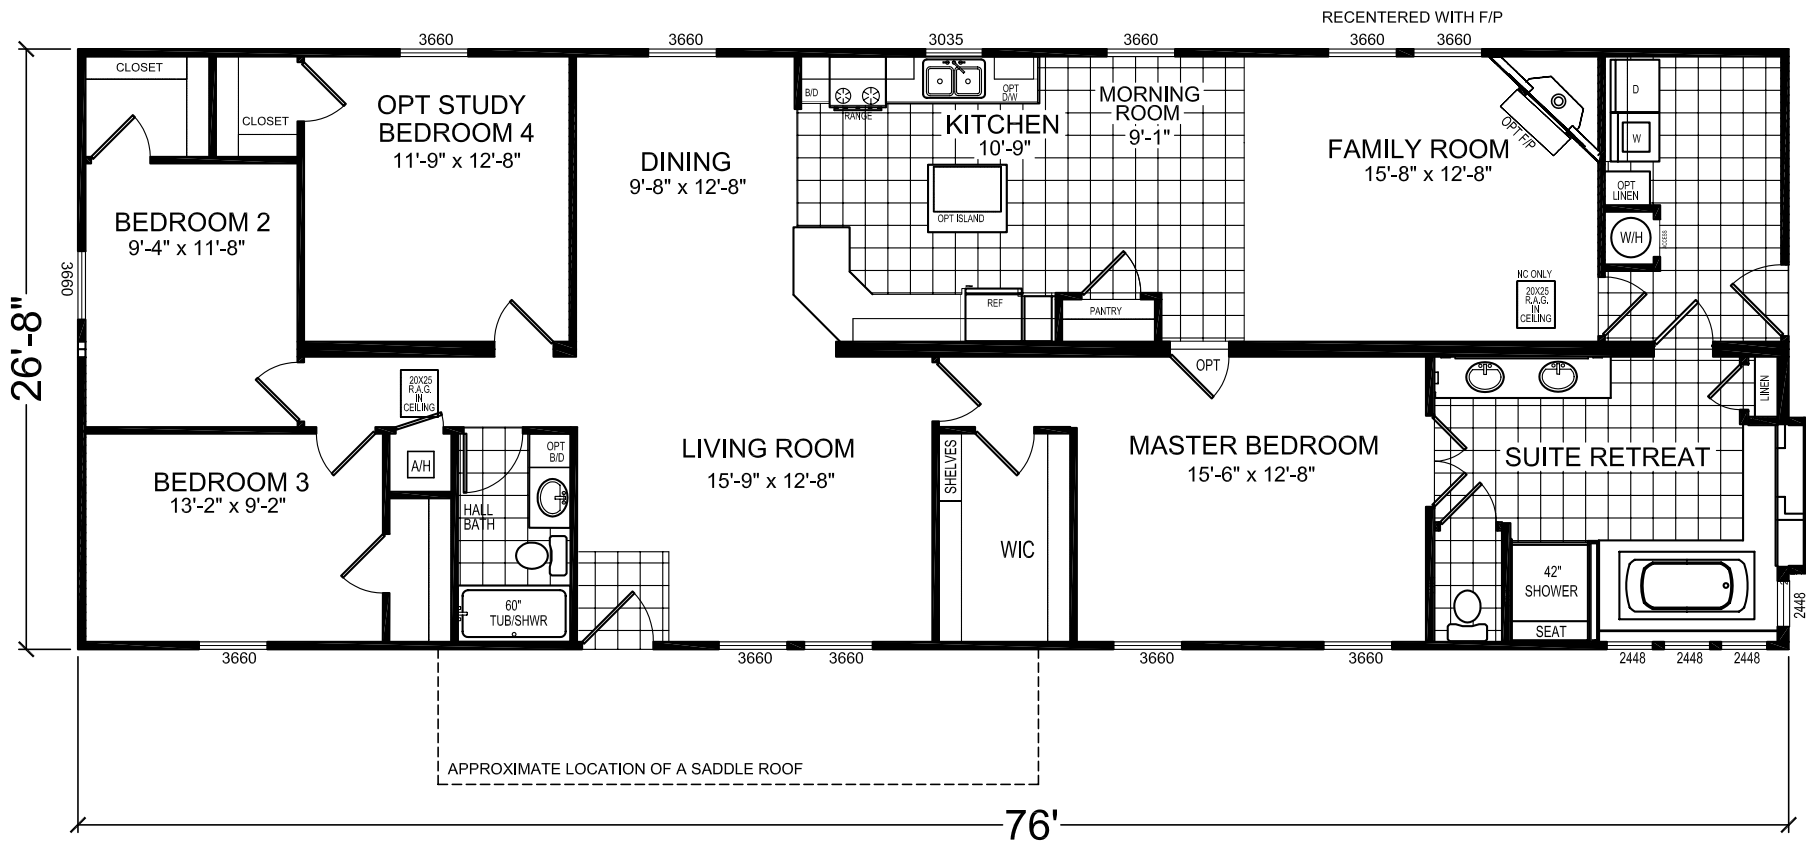 RECENTERED WITH F/P
3660
3660
3035
3660
3660
3660
CLOSET
CLOSET
OPT STUDY
BEDROOM 4
11'-9" x 12'-8"
DINING
9'-8" x 12'-8"
B/D
RANGE
OPT
D/W
KITCHEN
10'-9"
OPT ISLAND
MORNING
ROOM
9'-1"
FAMILY ROOM
15'-8" x 12'-8"
OPT F/P
D
W
OPT
LINEN
W/H
ACCESS
BEDROOM 2
9'-4" x 11'-8"
3660
26'-8"
REF
PANTRY
NC ONLY
20X25
R.A.G.
IN
CEILING
OPT
20X25
R.A.G.
IN
CEILING
LINEN
BEDROOM 3
13'-2" x 9'-2"
A/H
OPT
B/D
HALL
BATH
60"
TUB/SHWR
LIVING ROOM
15'-9" x 12'-8"
SHELVES
WIC
MASTER BEDROOM
15'-6" x 12'-8"
SUITE RETREAT
42"
SHOWER
SEAT
2448
3660
3660
3660
3660
3660
2448
2448
2448
APPROXIMATE LOCATION OF A SADDLE ROOF
76'